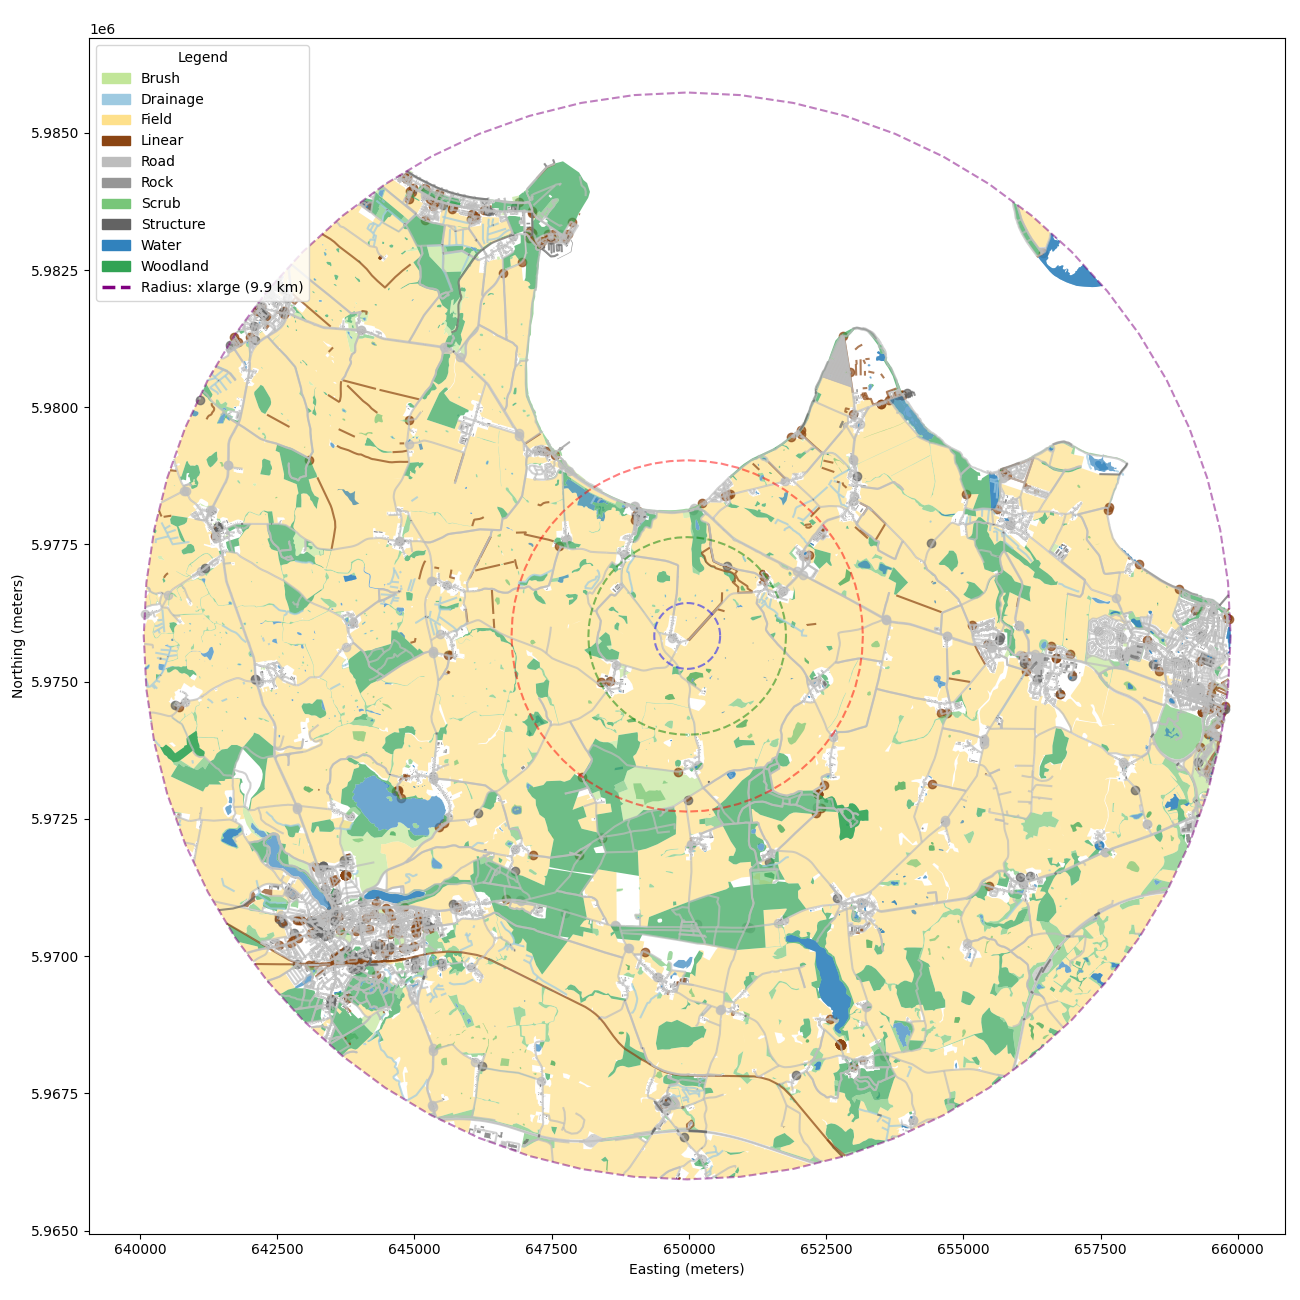 1e6
Legend
Brush
Drainage
Field
Linear
Road
Rock
Scrub
Structure
Water
Woodland
Radius: xlarge (9.9 km)
5.9850
5.9825
5.9800
5.9775
5.9750
5.9725
5.9700
5.9675
5.9650
Northing (meters)
640000 642500 645000 647500 650000 652500 655000 657500 660000
Easting (meters)